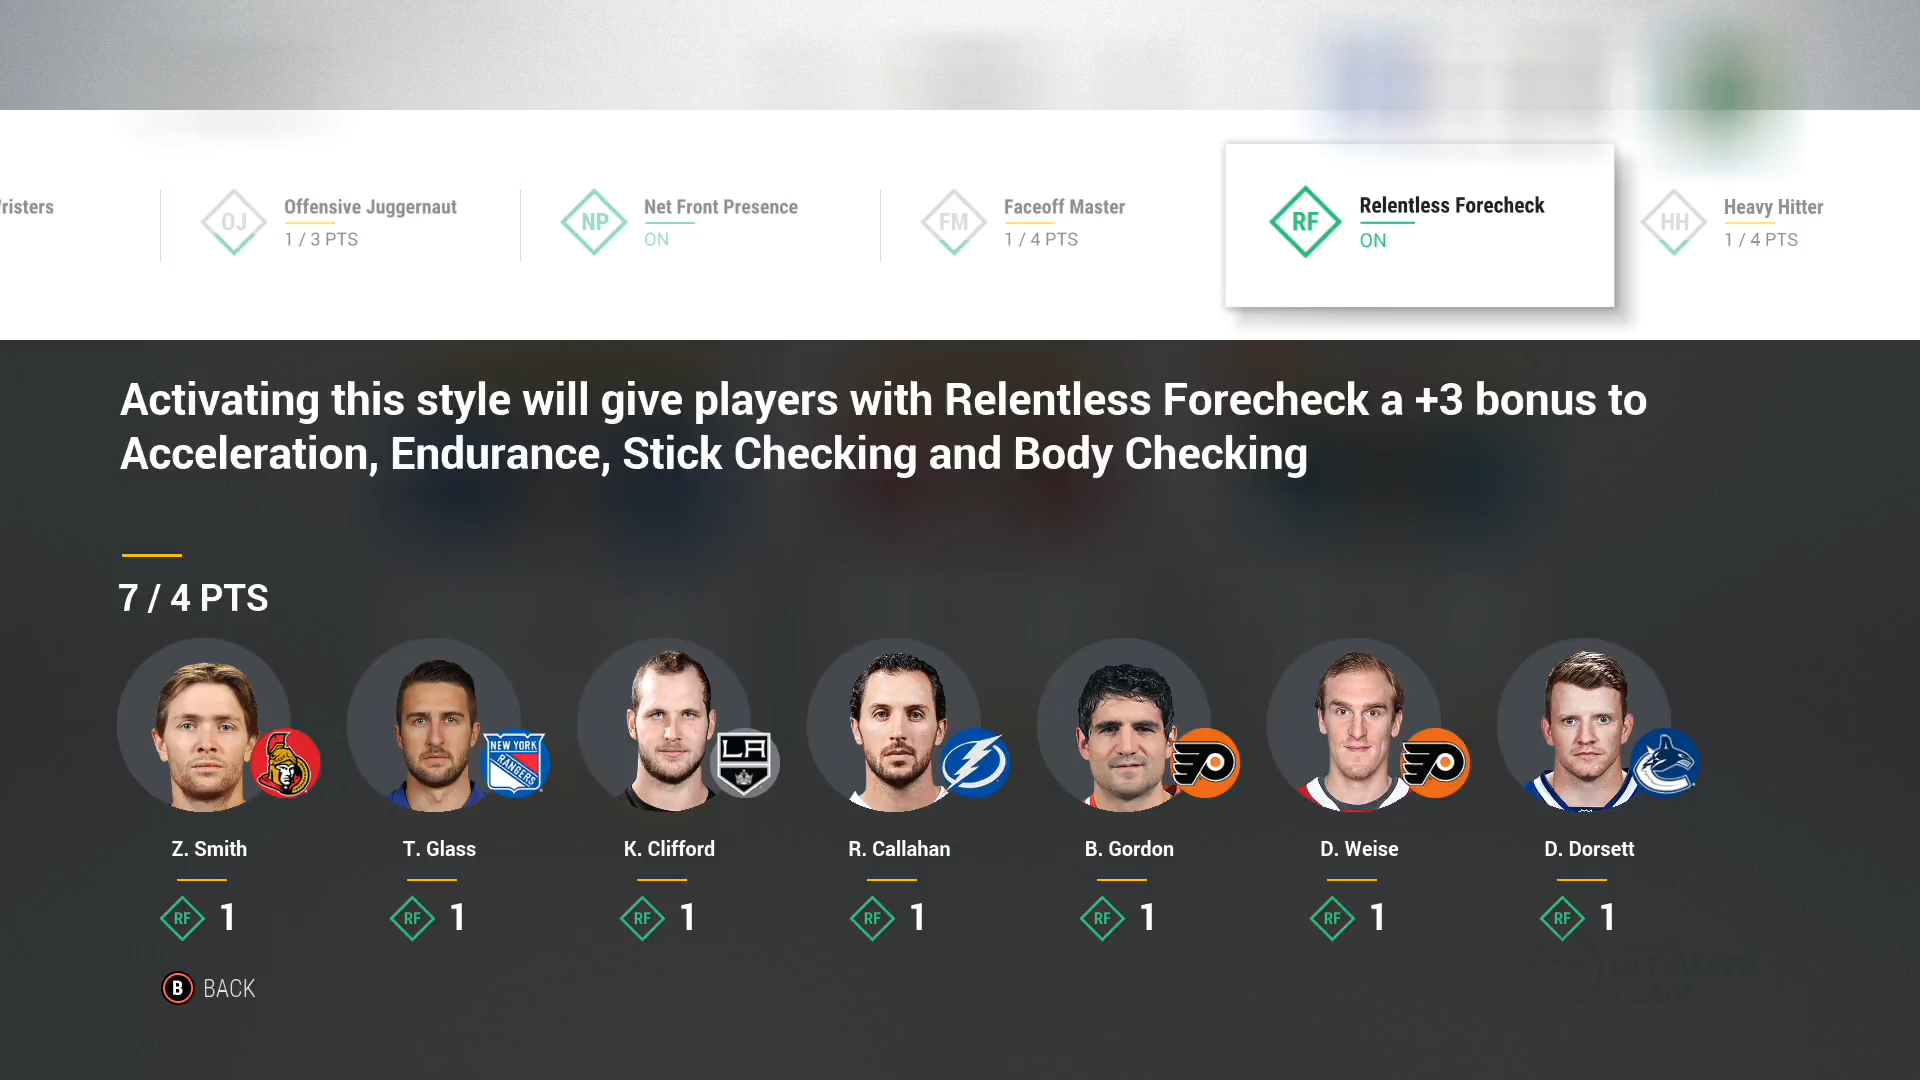 risters
OJ
Offensive Juggernaut
1 / 3 PTS
NP
Net Front Presence
ON
FM
Faceoff Master
1 / 4 PTS
RF
Relentless Forecheck
ON
HH
Heavy Hitter
1 / 4 PTS
Activating this style will give players with Relentless Forecheck a +3 bonus to
Acceleration, Endurance, Stick Checking and Body Checking
7 / 4 PTS
NEW YORK
RANGERS
LA
Z. Smith
T. Glass
K. Clifford
R. Callahan
B. Gordon
D. Weise
D. Dorsett
RF 1
RF 1
RF 1
RF 1
RF 1
RF 1
RF 1
B BACK
ULTIMATE
TEAM